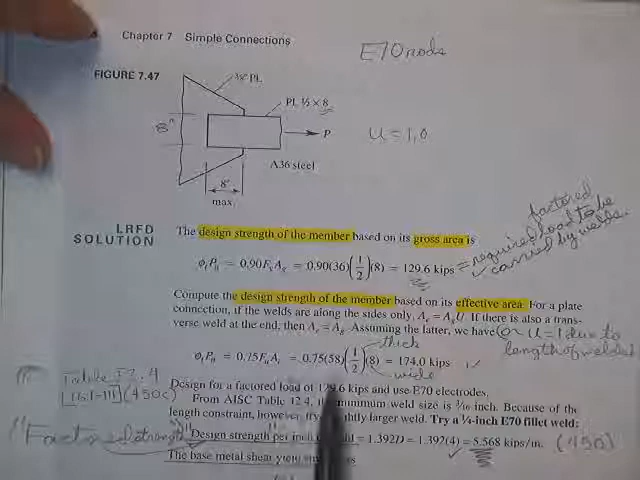 Chapter 7 Simple Connections
E70 rods
FIGURE 7.47
3/8" PL
PL 1/2 × 8
8"
P
U = 1.0
A36 steel
8"
max.
LRFD
SOLUTION
The design strength of the member based on its gross area is
factored
= required load to be
carried by welds.
ϕtPn = 0.90FyAg = 0.90(36)(1/2)(8) = 129.6 kips
Compute the design strength of the member based on its effective area. For a plate
connection, if the welds are along the sides only, Ae = AgU. If there is also a trans-
verse weld at the end, then Ae = Ag. Assuming the latter, we have
or U = 1 due to
length of welded
thick
ϕtPn = 0.75FuAe = 0.75(58)(1/2)(8) = 174.0 kips
wide
Table J2.4
[16.1-111] (450c)
Design for a factored load of 129.6 kips and use E70 electrodes.
From AISC Table J2.4, the minimum weld size is 3/16 inch. Because of the
length constraint, however, try a slightly larger weld. Try a 1/4-inch E70 fillet weld:
"Factored strength"
Design strength per inch of weld = 1.392D = 1.392(4) = 5.568 kips/in.
(450)
The base metal shear yield